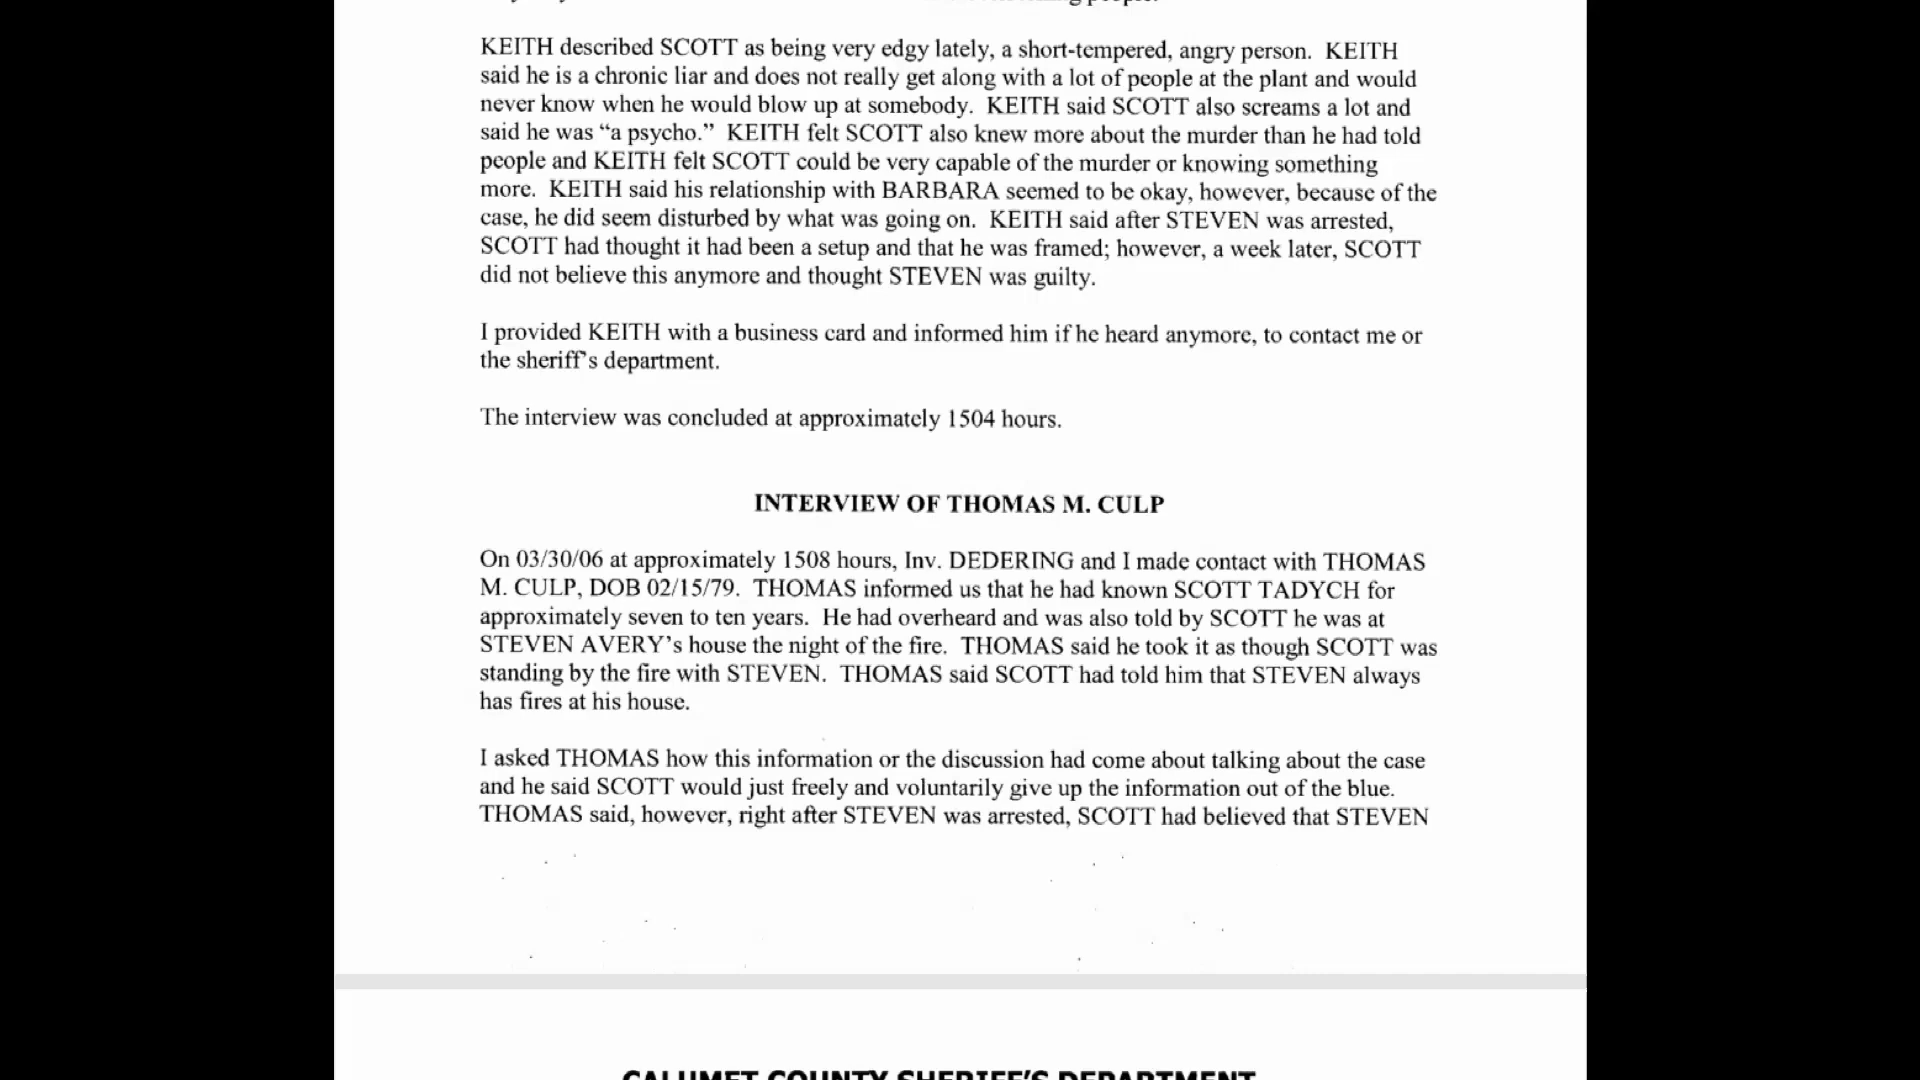 people.
KEITH described SCOTT as being very edgy lately, a short-tempered, angry person. KEITH
said he is a chronic liar and does not really get along with a lot of people at the plant and would
never know when he would blow up at somebody. KEITH said SCOTT also screams a lot and
said he was “a psycho.” KEITH felt SCOTT also knew more about the murder than he had told
people and KEITH felt SCOTT could be very capable of the murder or knowing something
more. KEITH said his relationship with BARBARA seemed to be okay, however, because of the
case, he did seem disturbed by what was going on. KEITH said after STEVEN was arrested,
SCOTT had thought it had been a setup and that he was framed; however, a week later, SCOTT
did not believe this anymore and thought STEVEN was guilty.
I provided KEITH with a business card and informed him if he heard anymore, to contact me or
the sheriff’s department.
The interview was concluded at approximately 1504 hours.
INTERVIEW OF THOMAS M. CULP
On 03/30/06 at approximately 1508 hours, Inv. DEDERING and I made contact with THOMAS
M. CULP, DOB 02/15/79. THOMAS informed us that he had known SCOTT TADYCH for
approximately seven to ten years. He had overheard and was also told by SCOTT he was at
STEVEN AVERY’s house the night of the fire. THOMAS said he took it as though SCOTT was
standing by the fire with STEVEN. THOMAS said SCOTT had told him that STEVEN always
has fires at his house.
I asked THOMAS how this information or the discussion had come about talking about the case
and he said SCOTT would just freely and voluntarily give up the information out of the blue.
THOMAS said, however, right after STEVEN was arrested, SCOTT had believed that STEVEN
CALUMET COUNTY SHERIFF’S DEPARTMENT